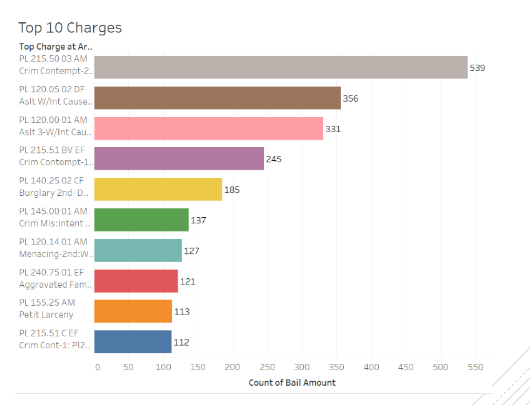 Top 10 Charges
Top Charge at Ar..
PL 215.50 03 AM
Crim Contempt-2..
539
PL 120.05 02 DF
Aslt W/Int Cause..
356
PL 120.00 01 AM
Aslt 3-W/Int Cau..
331
PL 215.51 BV EF
Crim Contempt-1..
245
PL 140.25 02 CF
Burglary 2nd- D..
185
PL 145.00 01 AM
Crim Mis:Intent ..
137
PL 120.14 01 AM
Menacing-2nd:W..
127
PL 240.75 01 EF
Aggravated Fam..
121
PL 155.25 AM
Petit Larceny
113
PL 215.51 C EF
Crim Cont-1: Pl2..
112
0 50 100 150 200 250 300 350 400 450 500 550
Count of Bail Amount